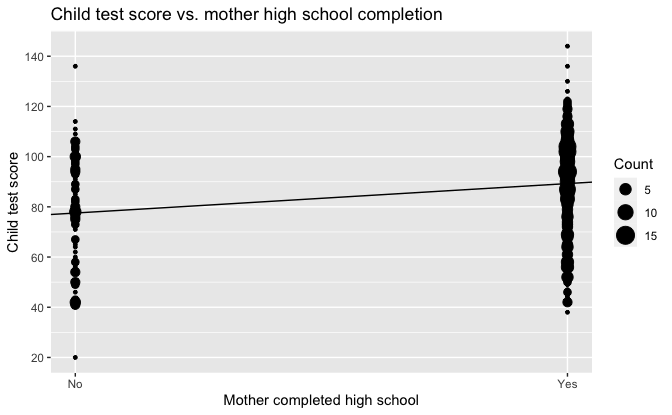 Child test score vs. mother high school completion
Child test score
140
120
100
80
60
40
20
No
Yes
Mother completed high school
Count
5
10
15